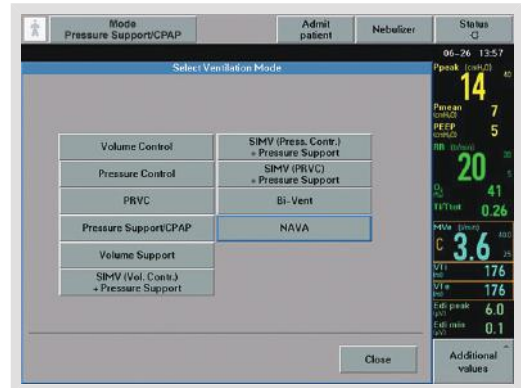 Mode
Pressure Support/CPAP
Admit
patient
Nebulizer
Status
06-26 13:57
Select Ventilation Mode
Volume Control
SIMV (Press. Contr.)
+ Pressure Support
Pressure Control
SIMV (PRVC)
+ Pressure Support
PRVC
Bi-Vent
Pressure Support/CPAP
NAVA
Volume Support
SIMV (Vol. Contr.)
+ Pressure Support
Close
Ppeak (cmH2O)
40
14
Pmean
(cmH2O)
7
PEEP
(cmH2O)
5
RR (b/min)
30
20
5
O2
41
Ti/Ttot
0.26
MVe (l/min)
40.0
C 3.6
VTi
(ml)
176
VTe
(ml)
176
Edi peak
(µV)
6.0
Edi min
(µV)
0.1
Additional
values